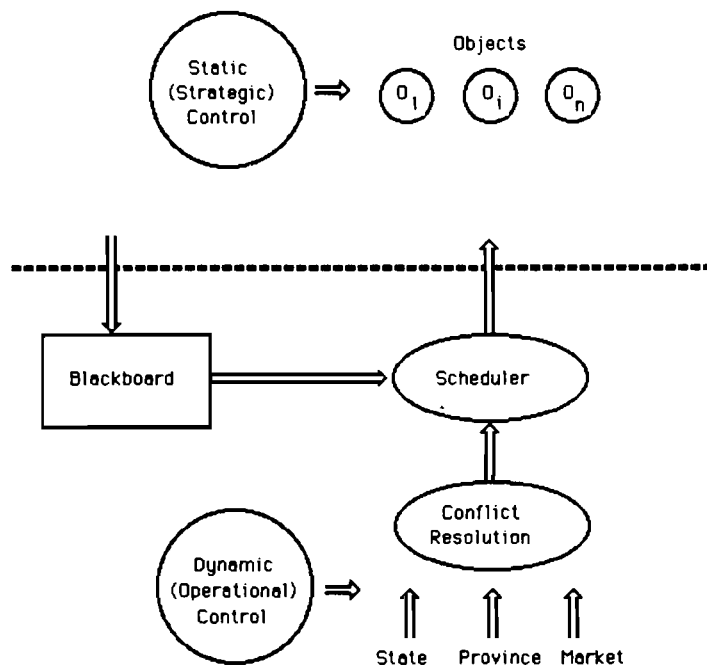 Objects
Static
(Strategic)
Control
O1 Oi On
Blackboard
Scheduler
Conflict
Resolution
Dynamic
(Operational)
Control
State Province Market